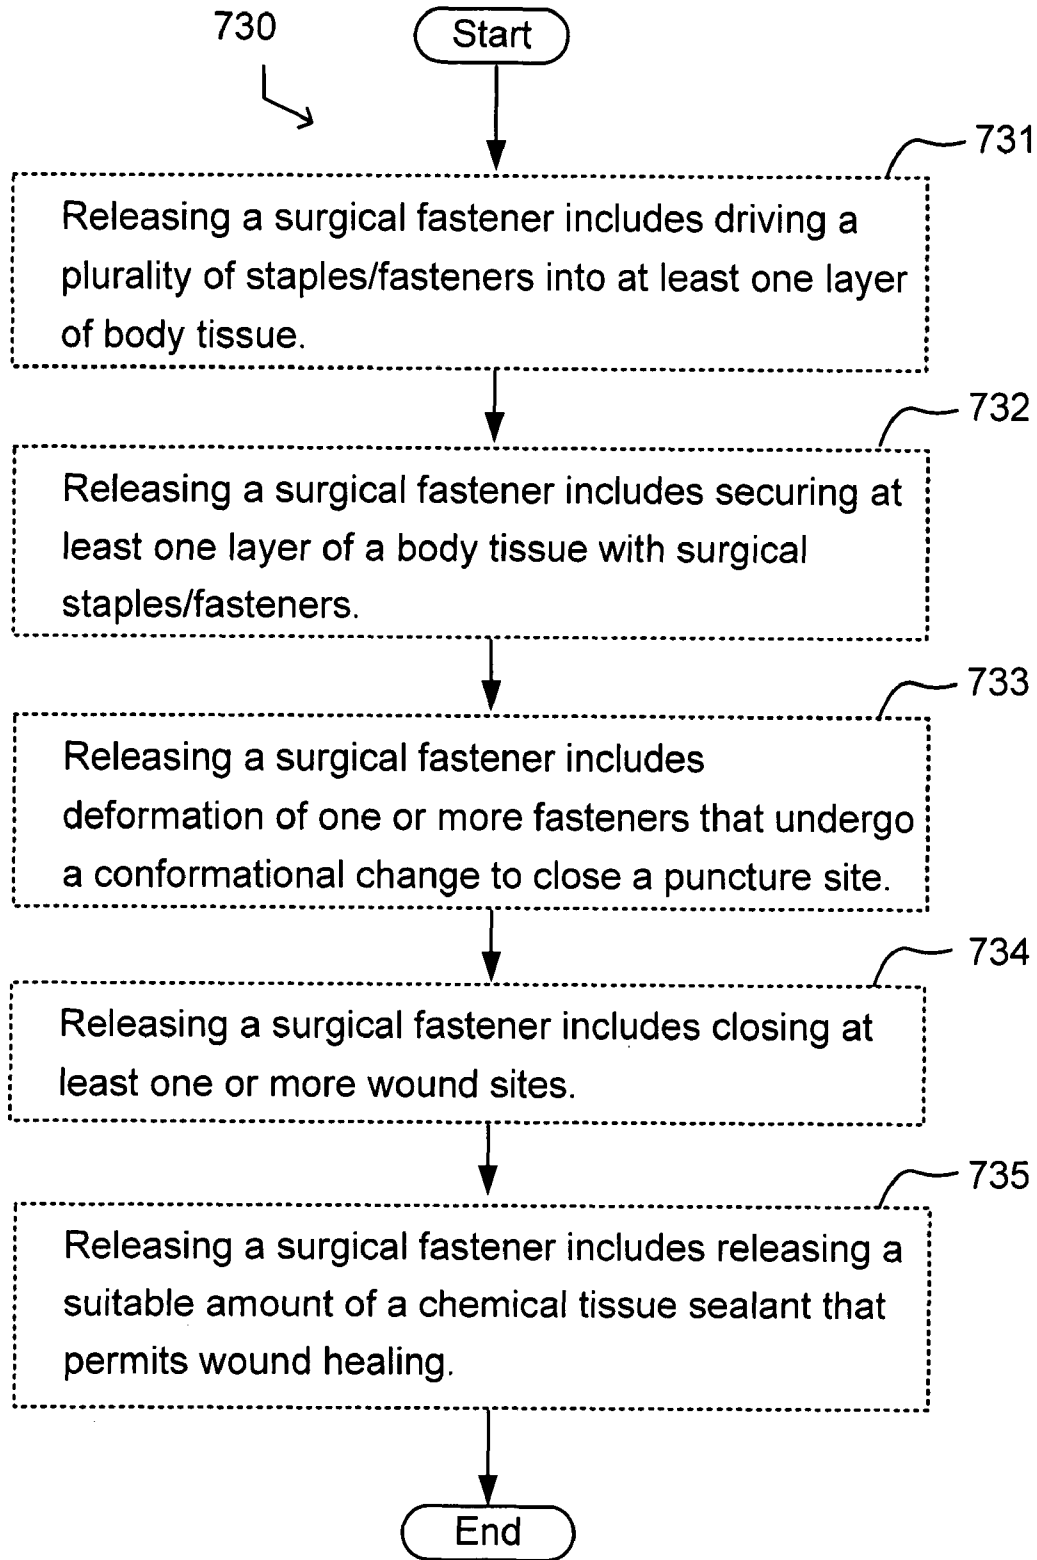 730
Start
731
Releasing a surgical fastener includes driving a
plurality of staples/fasteners into at least one layer
of body tissue.
732
Releasing a surgical fastener includes securing at
least one layer of a body tissue with surgical
staples/fasteners.
733
Releasing a surgical fastener includes
deformation of one or more fasteners that undergo
a conformational change to close a puncture site.
734
Releasing a surgical fastener includes closing at
least one or more wound sites.
735
Releasing a surgical fastener includes releasing a
suitable amount of a chemical tissue sealant that
permits wound healing.
End